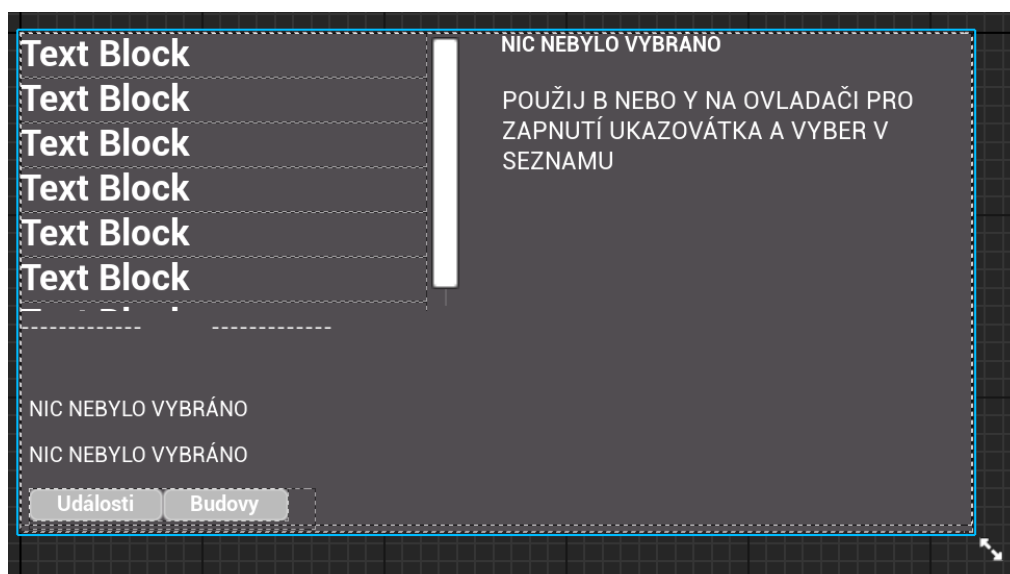 Text Block
Text Block
Text Block
Text Block
Text Block
Text Block
-------------          -------------
NIC NEBYLO VYBRÁNO
NIC NEBYLO VYBRÁNO
Události
Budovy
NIC NEBYLO VYBRÁNO
POUŽIJ B NEBO Y NA OVLADAČI PRO
ZAPNUTÍ UKAZOVÁTKA A VYBER V
SEZNAMU